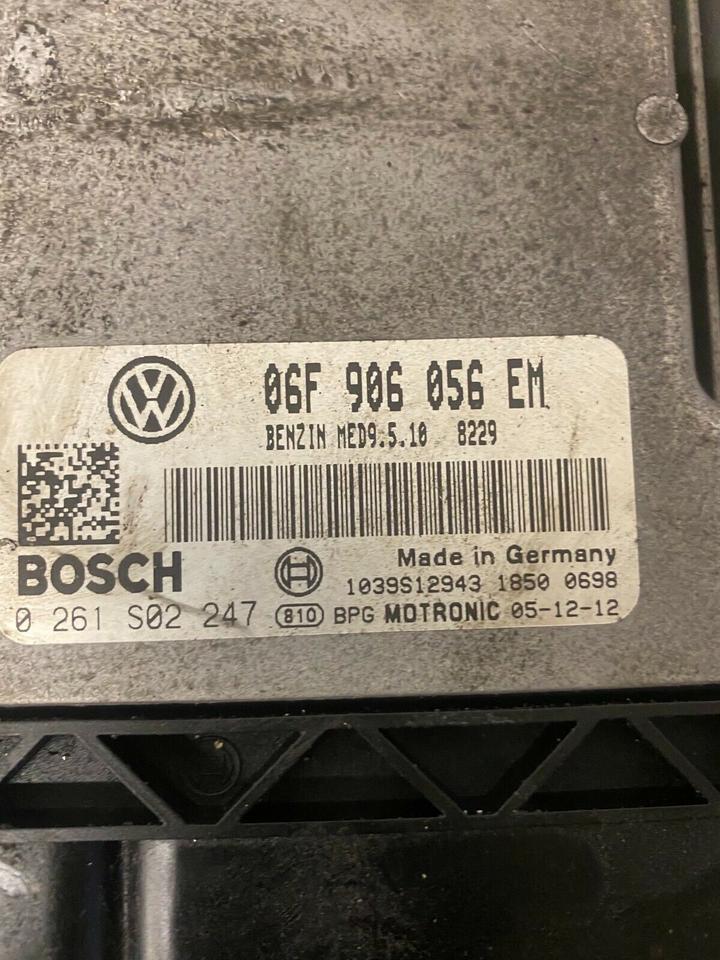 06F 906 056 EM
BENZIN MED9.5.10 8229
BOSCH
Made in Germany
1039S12943 1850 0698
0 261 S02 247 810 BPG MOTRONIC 05-12-12